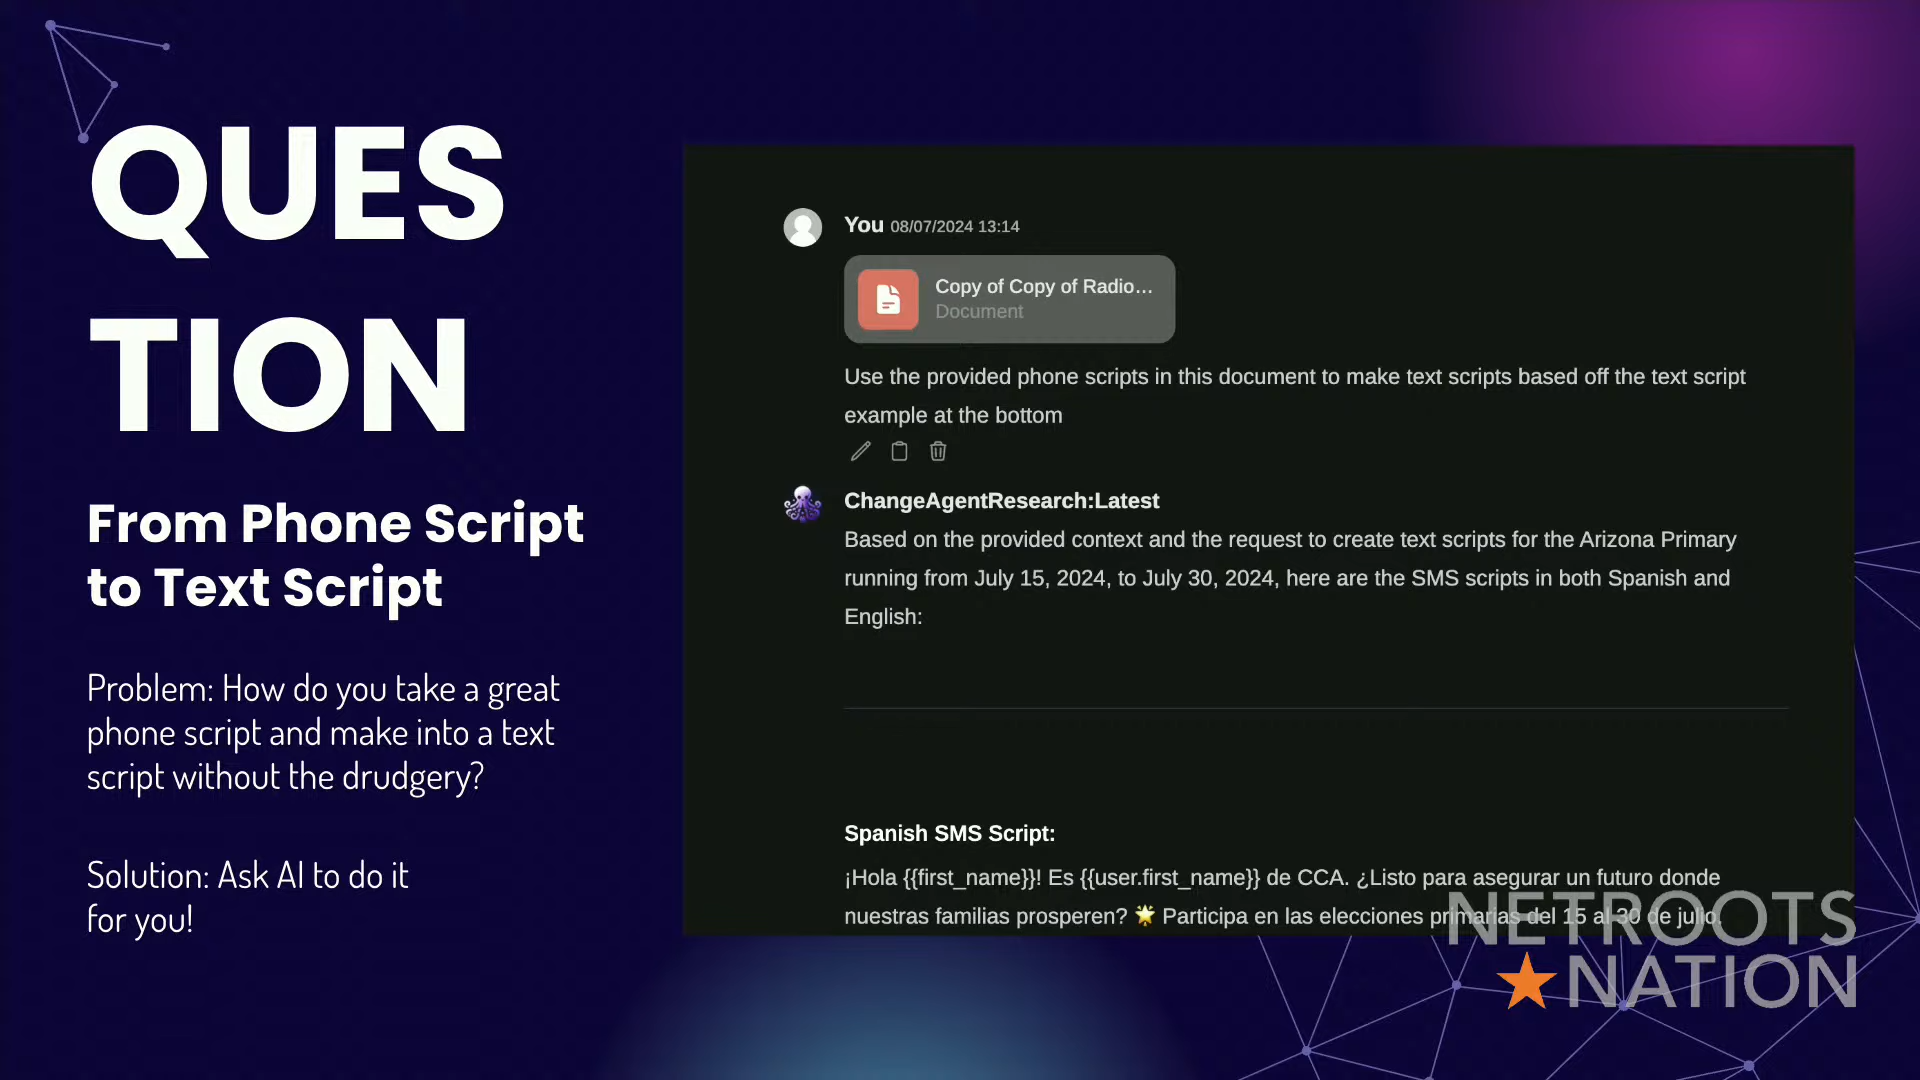 QUES
TION
From Phone Script
to Text Script
Problem: How do you take a great
phone script and make into a text
script without the drudgery?
Solution: Ask AI to do it
for you!
You 08/07/2024 13:14
Copy of Copy of Radio...
Document
Use the provided phone scripts in this document to make text scripts based off the text script
example at the bottom
ChangeAgentResearch:Latest
Based on the provided context and the request to create text scripts for the Arizona Primary
running from July 15, 2024, to July 30, 2024, here are the SMS scripts in both Spanish and
English:
Spanish SMS Script:
¡Hola {{first_name}}! Es {{user.first_name}} de CCA. ¿Listo para asegurar un futuro donde
nuestras familias prosperen? 🌟 Participa en las elecciones primarias del 15 al 30 de julio.
NETROOTS
NATION